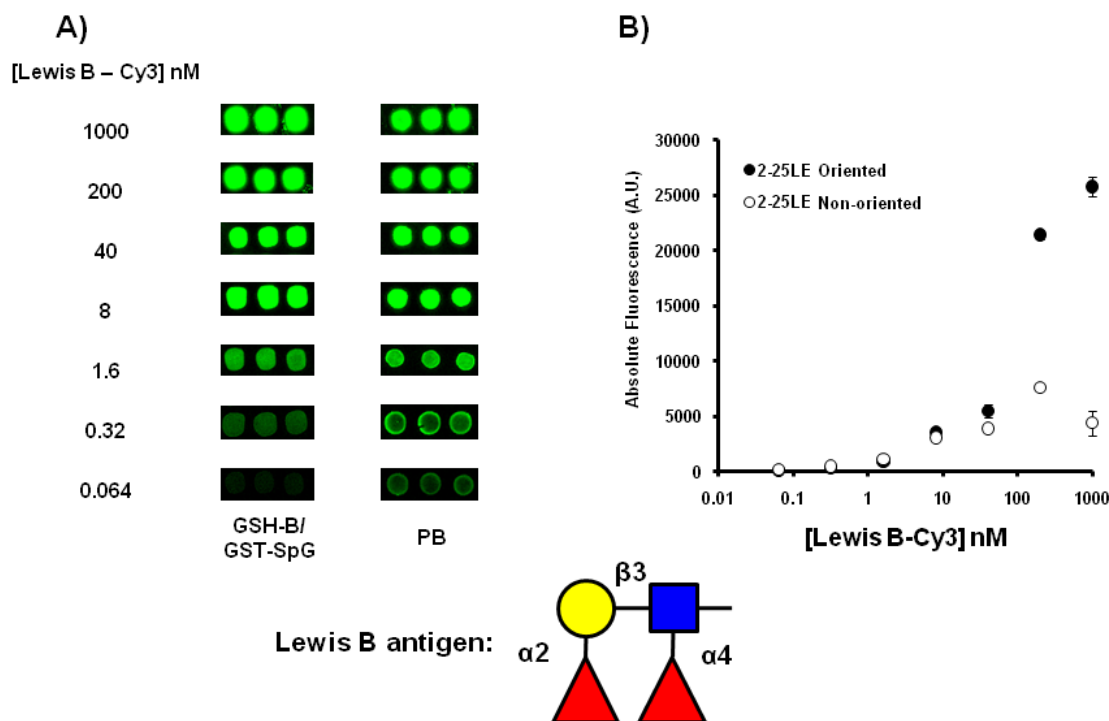 A)
[Lewis B – Cy3] nM
1000
200
40
8
1.6
0.32
0.064
GSH-B/
GST-SpG
PB
B)
30000
25000
20000
15000
10000
5000
0
Absolute Fluorescence (A.U.)
2-25LE Oriented
2-25LE Non-oriented
0.01 0.1 1 10 100 1000
[Lewis B-Cy3] nM
Lewis B antigen:
β3
α2
α4